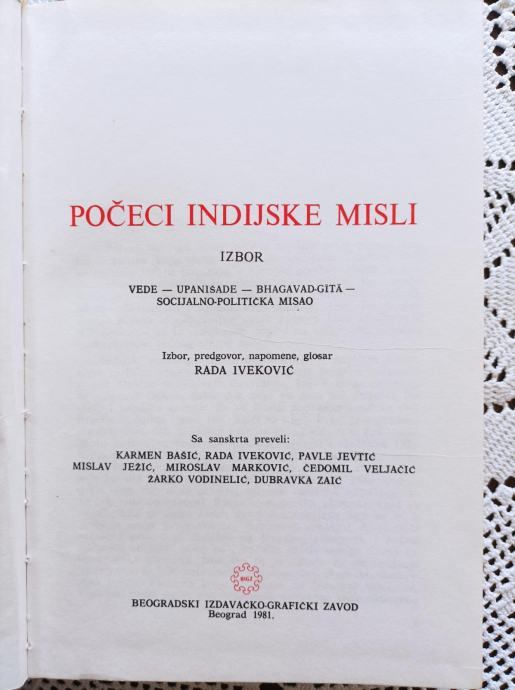 POČECI INDIJSKE MISLI
IZBOR
VEDE — UPANIŠADE — BHAGAVAD-GĪTĀ —
SOCIJALNO-POLITIČKA MISAO
Izbor, predgovor, napomene, glosar
RADA IVEKOVIĆ
Sa sanskrta preveli:
KARMEN BAŠIĆ, RADA IVEKOVIĆ, PAVLE JEVTIĆ
MISLAV JEŽIĆ, MIROSLAV MARKOVIĆ, ČEDOMIL VELJAČIĆ
ŽARKO VODINELIĆ, DUBRAVKA ZAIĆ
BIGZ
BEOGRADSKI IZDAVAČKO-GRAFIČKI ZAVOD
Beograd 1981.